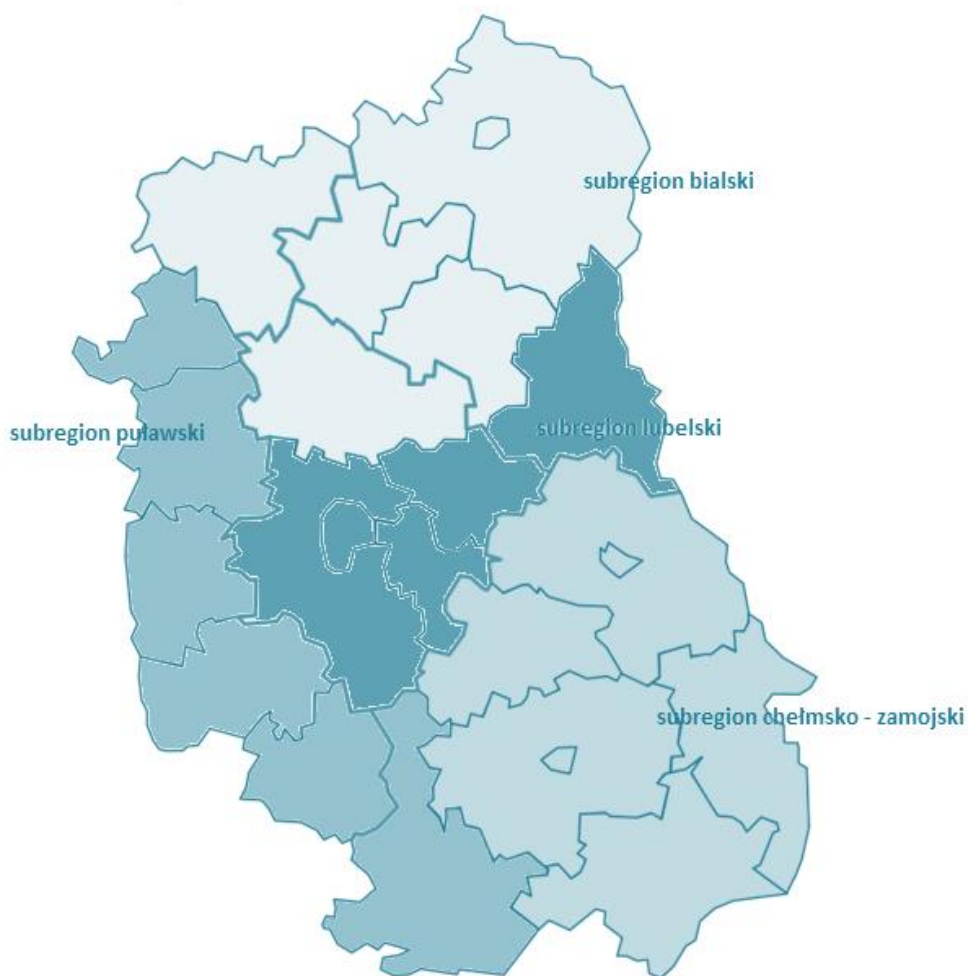 subregion bialski
subregion puławski
subregion lubelski
subregion chełmsko - zamojski